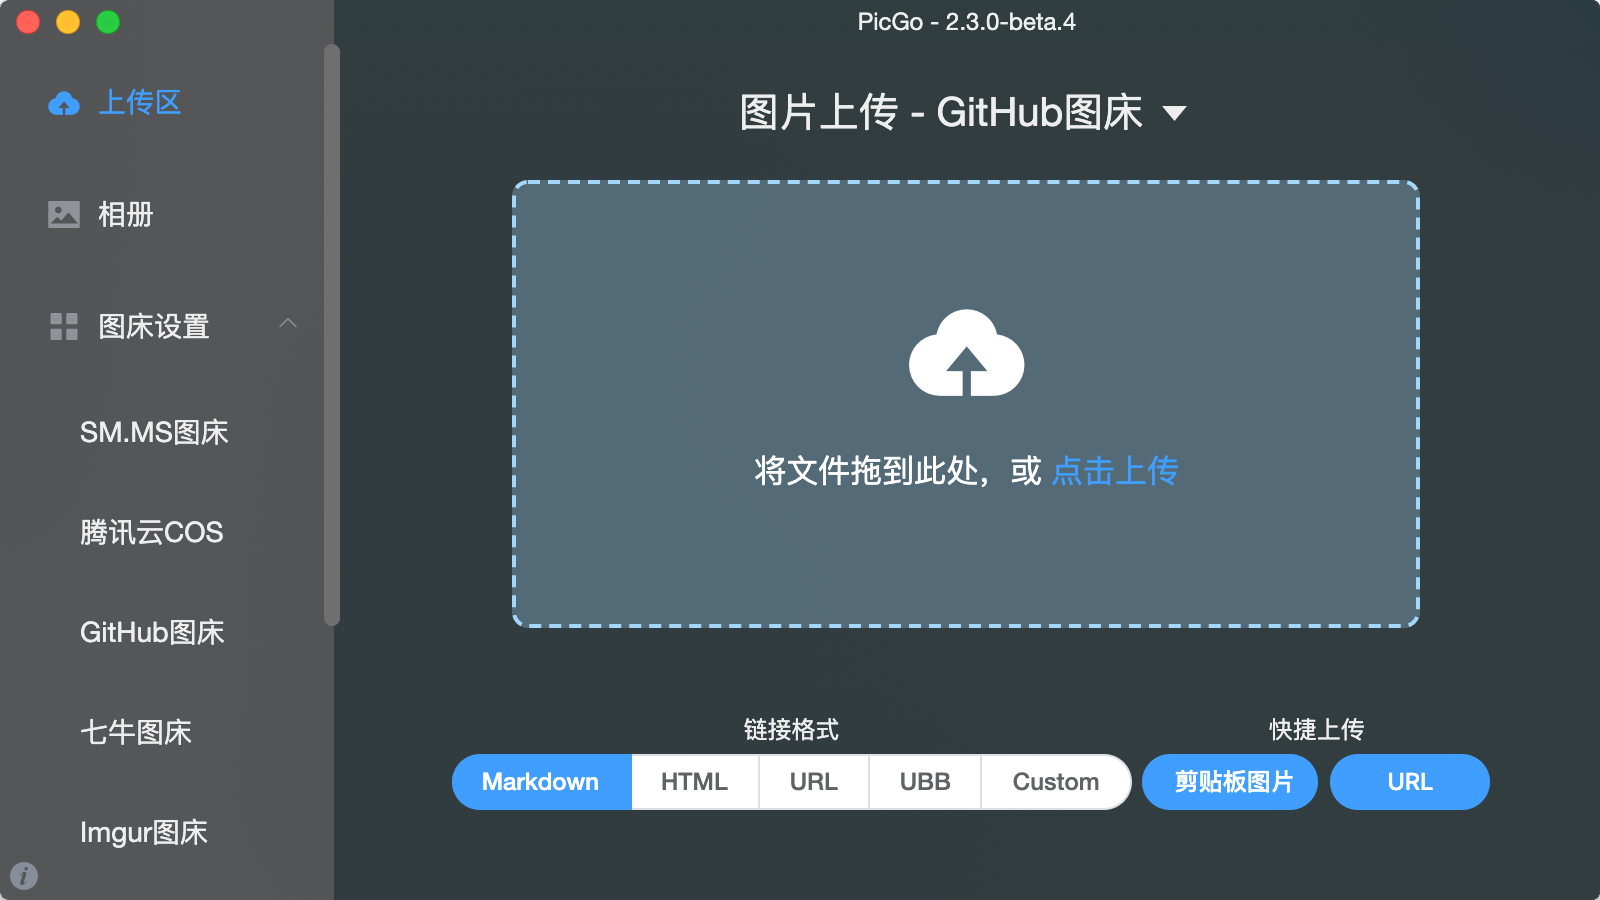 PicGo - 2.3.0-beta.4
上传区
相册
图床设置
SM.MS图床
腾讯云COS
GitHub图床
七牛图床
Imgur图床
i
图片上传 - GitHub图床
将文件拖到此处，或 点击上传
链接格式
Markdown HTML URL UBB Custom
快捷上传
剪贴板图片 URL